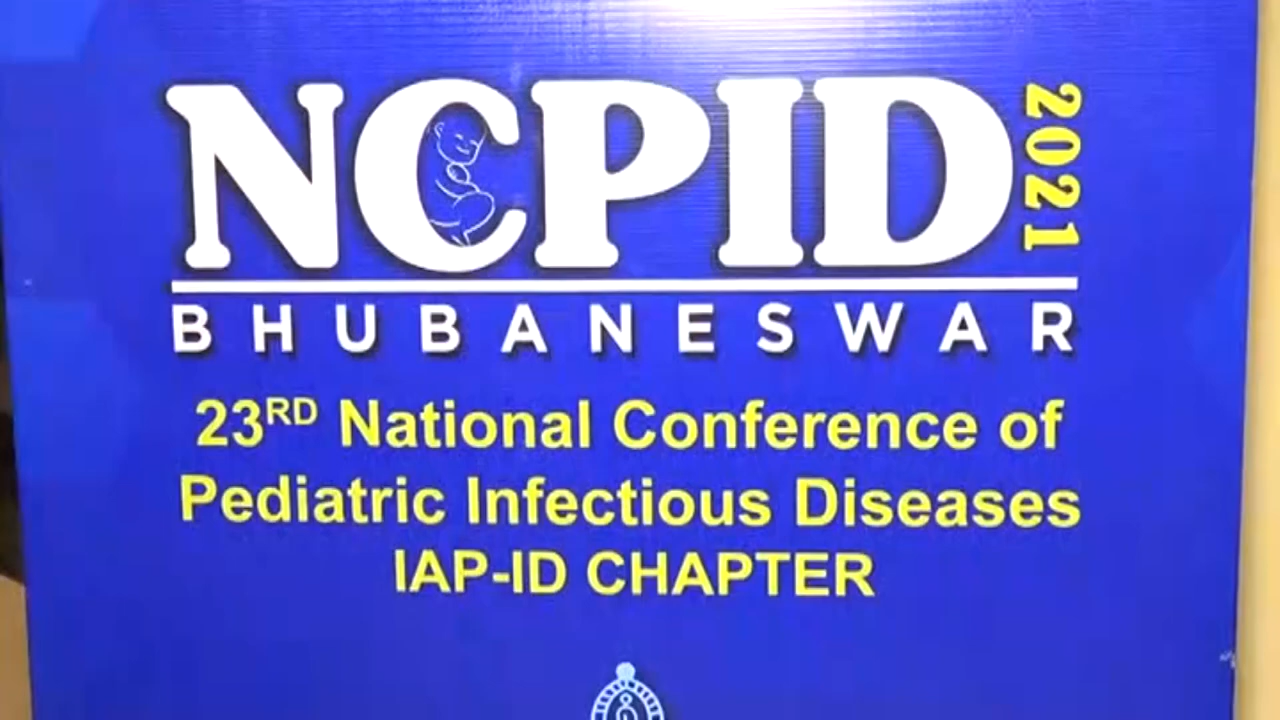 NCPID 2021
BHUBANESWAR
23RD National Conference of
Pediatric Infectious Diseases
IAP-ID CHAPTER